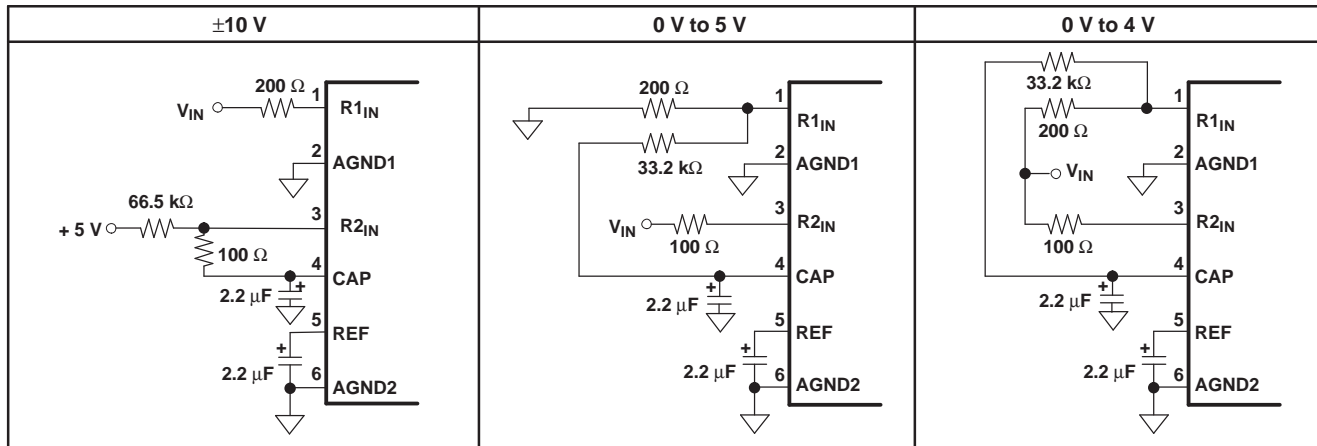 ±10 V
200 Ω
V_IN
1
R1_IN
2
AGND1
66.5 kΩ
+ 5 V
3
R2_IN
100 Ω
4
CAP
+
2.2 μF
5
REF
+
2.2 μF
6
AGND2
0 V to 5 V
200 Ω
1
R1_IN
33.2 kΩ
2
AGND1
V_IN
3
R2_IN
100 Ω
4
CAP
+
2.2 μF
5
REF
+
2.2 μF
6
AGND2
0 V to 4 V
33.2 kΩ
1
R1_IN
200 Ω
2
AGND1
V_IN
3
R2_IN
100 Ω
4
CAP
+
2.2 μF
5
REF
+
2.2 μF
6
AGND2